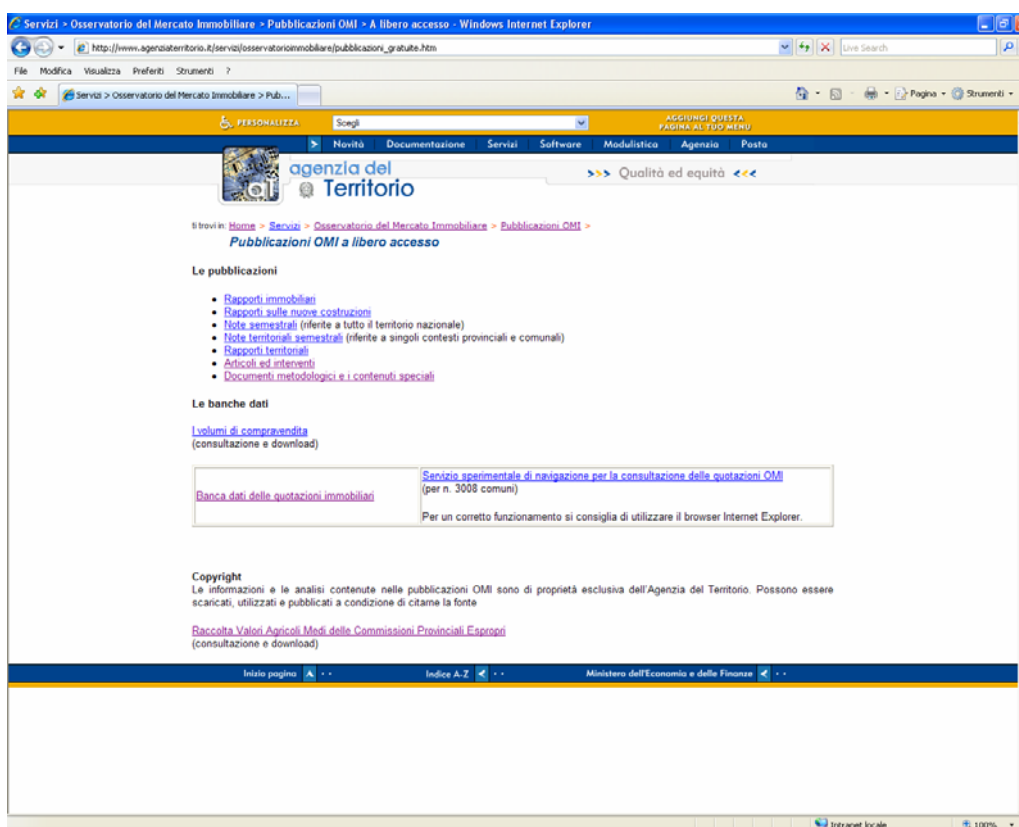 Servizi > Osservatorio del Mercato Immobiliare > Pubblicazioni OMI > A libero accesso - Windows Internet Explorer
http://www.agenziaterritorio.it/servizi/osservatorioimmobiliare/pubblicazioni_gratuite.htm
Live Search
File Modifica Visualizza Preferiti Strumenti ?
Servizi > Osservatorio del Mercato Immobiliare > Pub...
Pagina
Strumenti
PERSONALIZZA
Scegli
AGGIUNGI QUESTA
PAGINA AL TUO MENU
Novità Documentazione Servizi Software Modulistica Agenzia Posta
agenzia del
Territorio
>>> Qualità ed equità <<<
ti trovi in: Home > Servizi > Osservatorio del Mercato Immobiliare > Pubblicazioni OMI >
Pubblicazioni OMI a libero accesso
Le pubblicazioni
• Rapporti immobiliari
• Rapporti sulle nuove costruzioni
• Note semestrali (riferite a tutto il territorio nazionale)
• Note territoriali semestrali (riferite a singoli contesti provinciali e comunali)
• Rapporti territoriali
• Articoli ed interventi
• Documenti metodologici e i contenuti speciali
Le banche dati
I volumi di compravendita
(consultazione e download)
Banca dati delle quotazioni immobiliari
Servizio sperimentale di navigazione per la consultazione delle quotazioni OMI
(per n. 3008 comuni)
Per un corretto funzionamento si consiglia di utilizzare il browser Internet Explorer.
Copyright
Le informazioni e le analisi contenute nelle pubblicazioni OMI sono di proprietà esclusiva dell'Agenzia del Territorio. Possono essere
scaricati, utilizzati e pubblicati a condizione di citarne la fonte
Raccolta Valori Agricoli Medi delle Commissioni Provinciali Espropri
(consultazione e download)
Inizio pagina
Indice A-Z
Ministero dell'Economia e delle Finanze
Intranet locale
100%